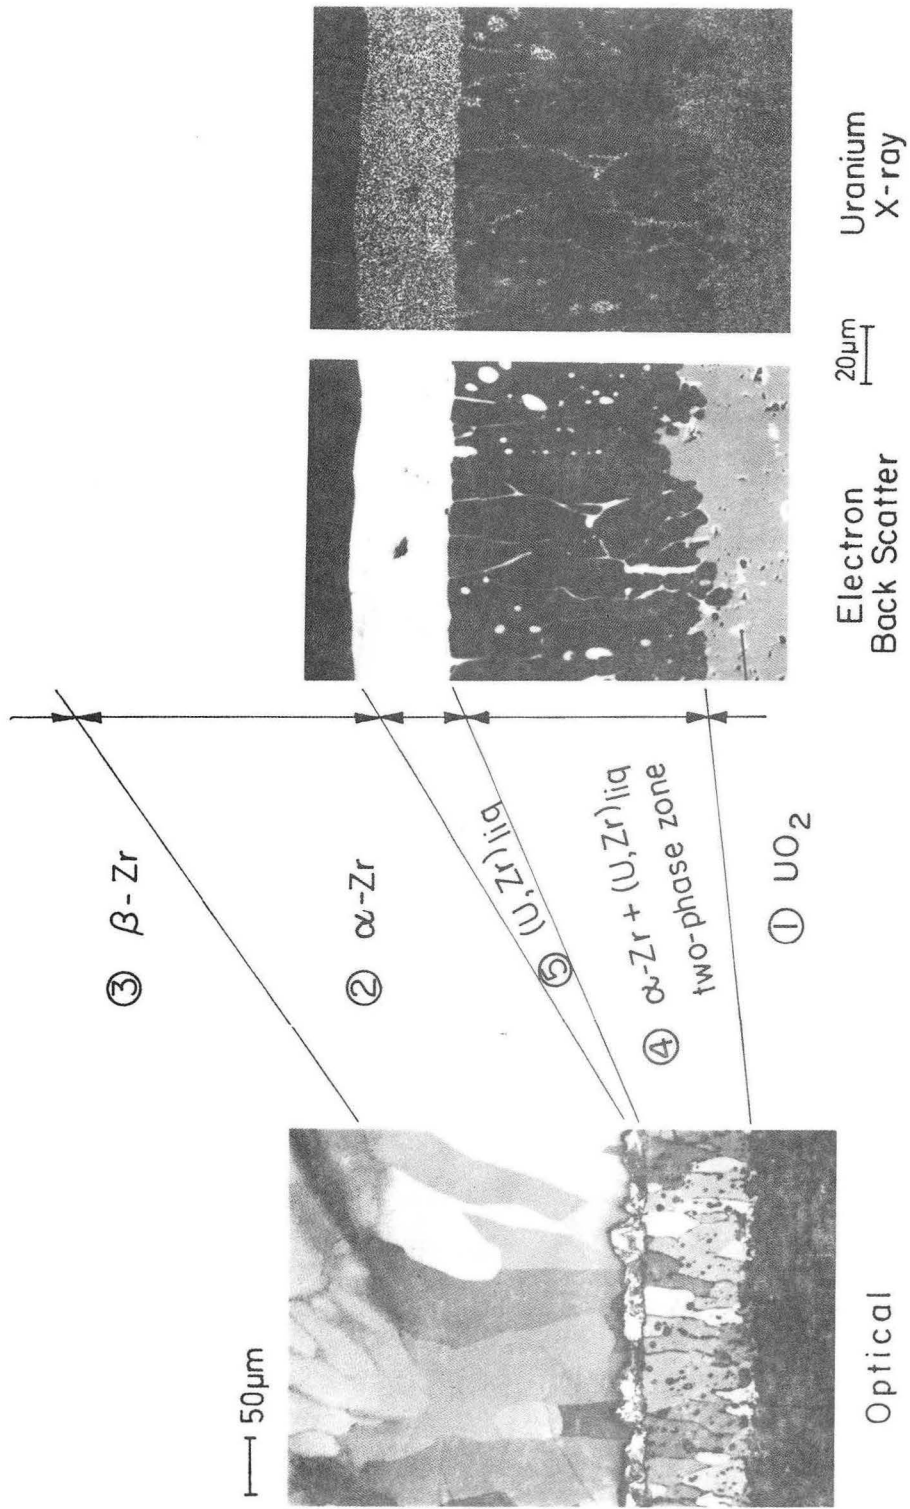 50μm
③ β-Zr
② α-Zr
⑤ (U,Zr)liq
④ α-Zr + (U,Zr)liq
two-phase zone
① UO₂
20μm
Optical
Electron
Back Scatter
Uranium
X-ray